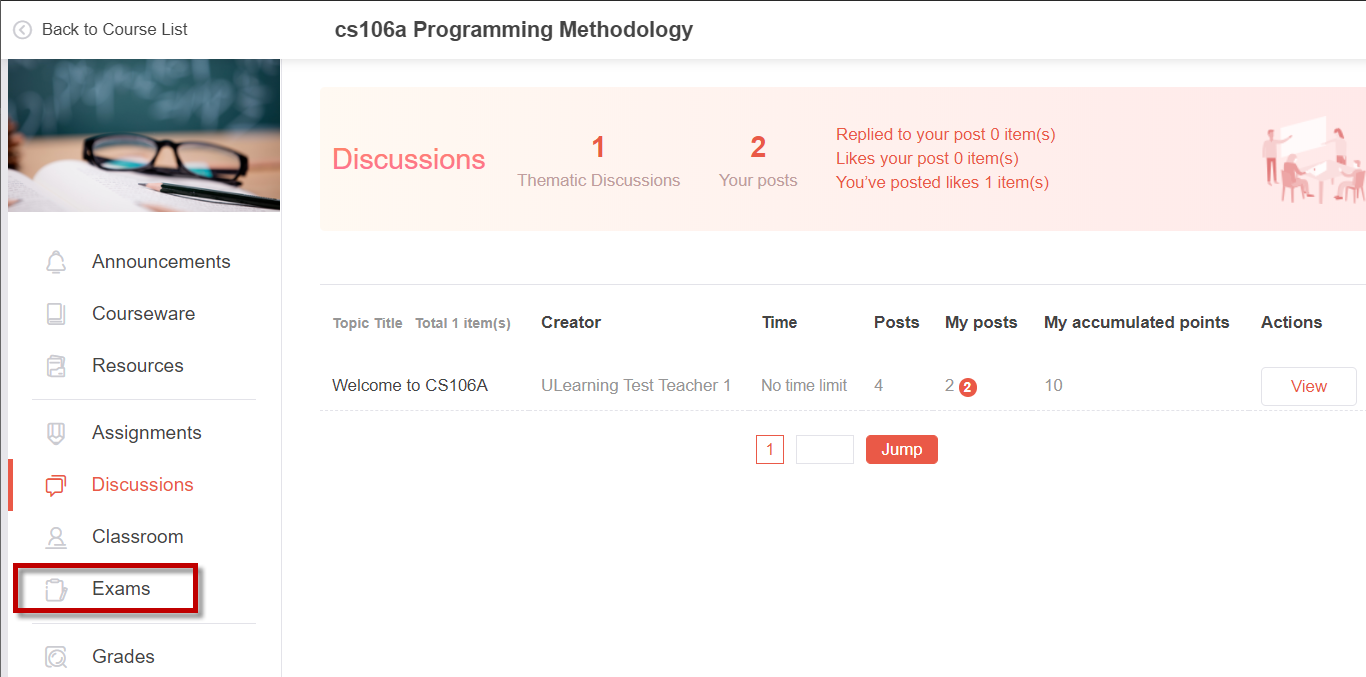 Back to Course List
cs106a Programming Methodology
Announcements
Courseware
Resources
Assignments
Discussions
Classroom
Exams
Grades
Discussions
1
Thematic Discussions
2
Your posts
Replied to your post 0 item(s)
Likes your post 0 item(s)
You’ve posted likes 1 item(s)
Topic Title Total 1 item(s) Creator Time Posts My posts My accumulated points Actions
Welcome to CS106A ULearning Test Teacher 1 No time limit 4 2 2 10 View
1 Jump